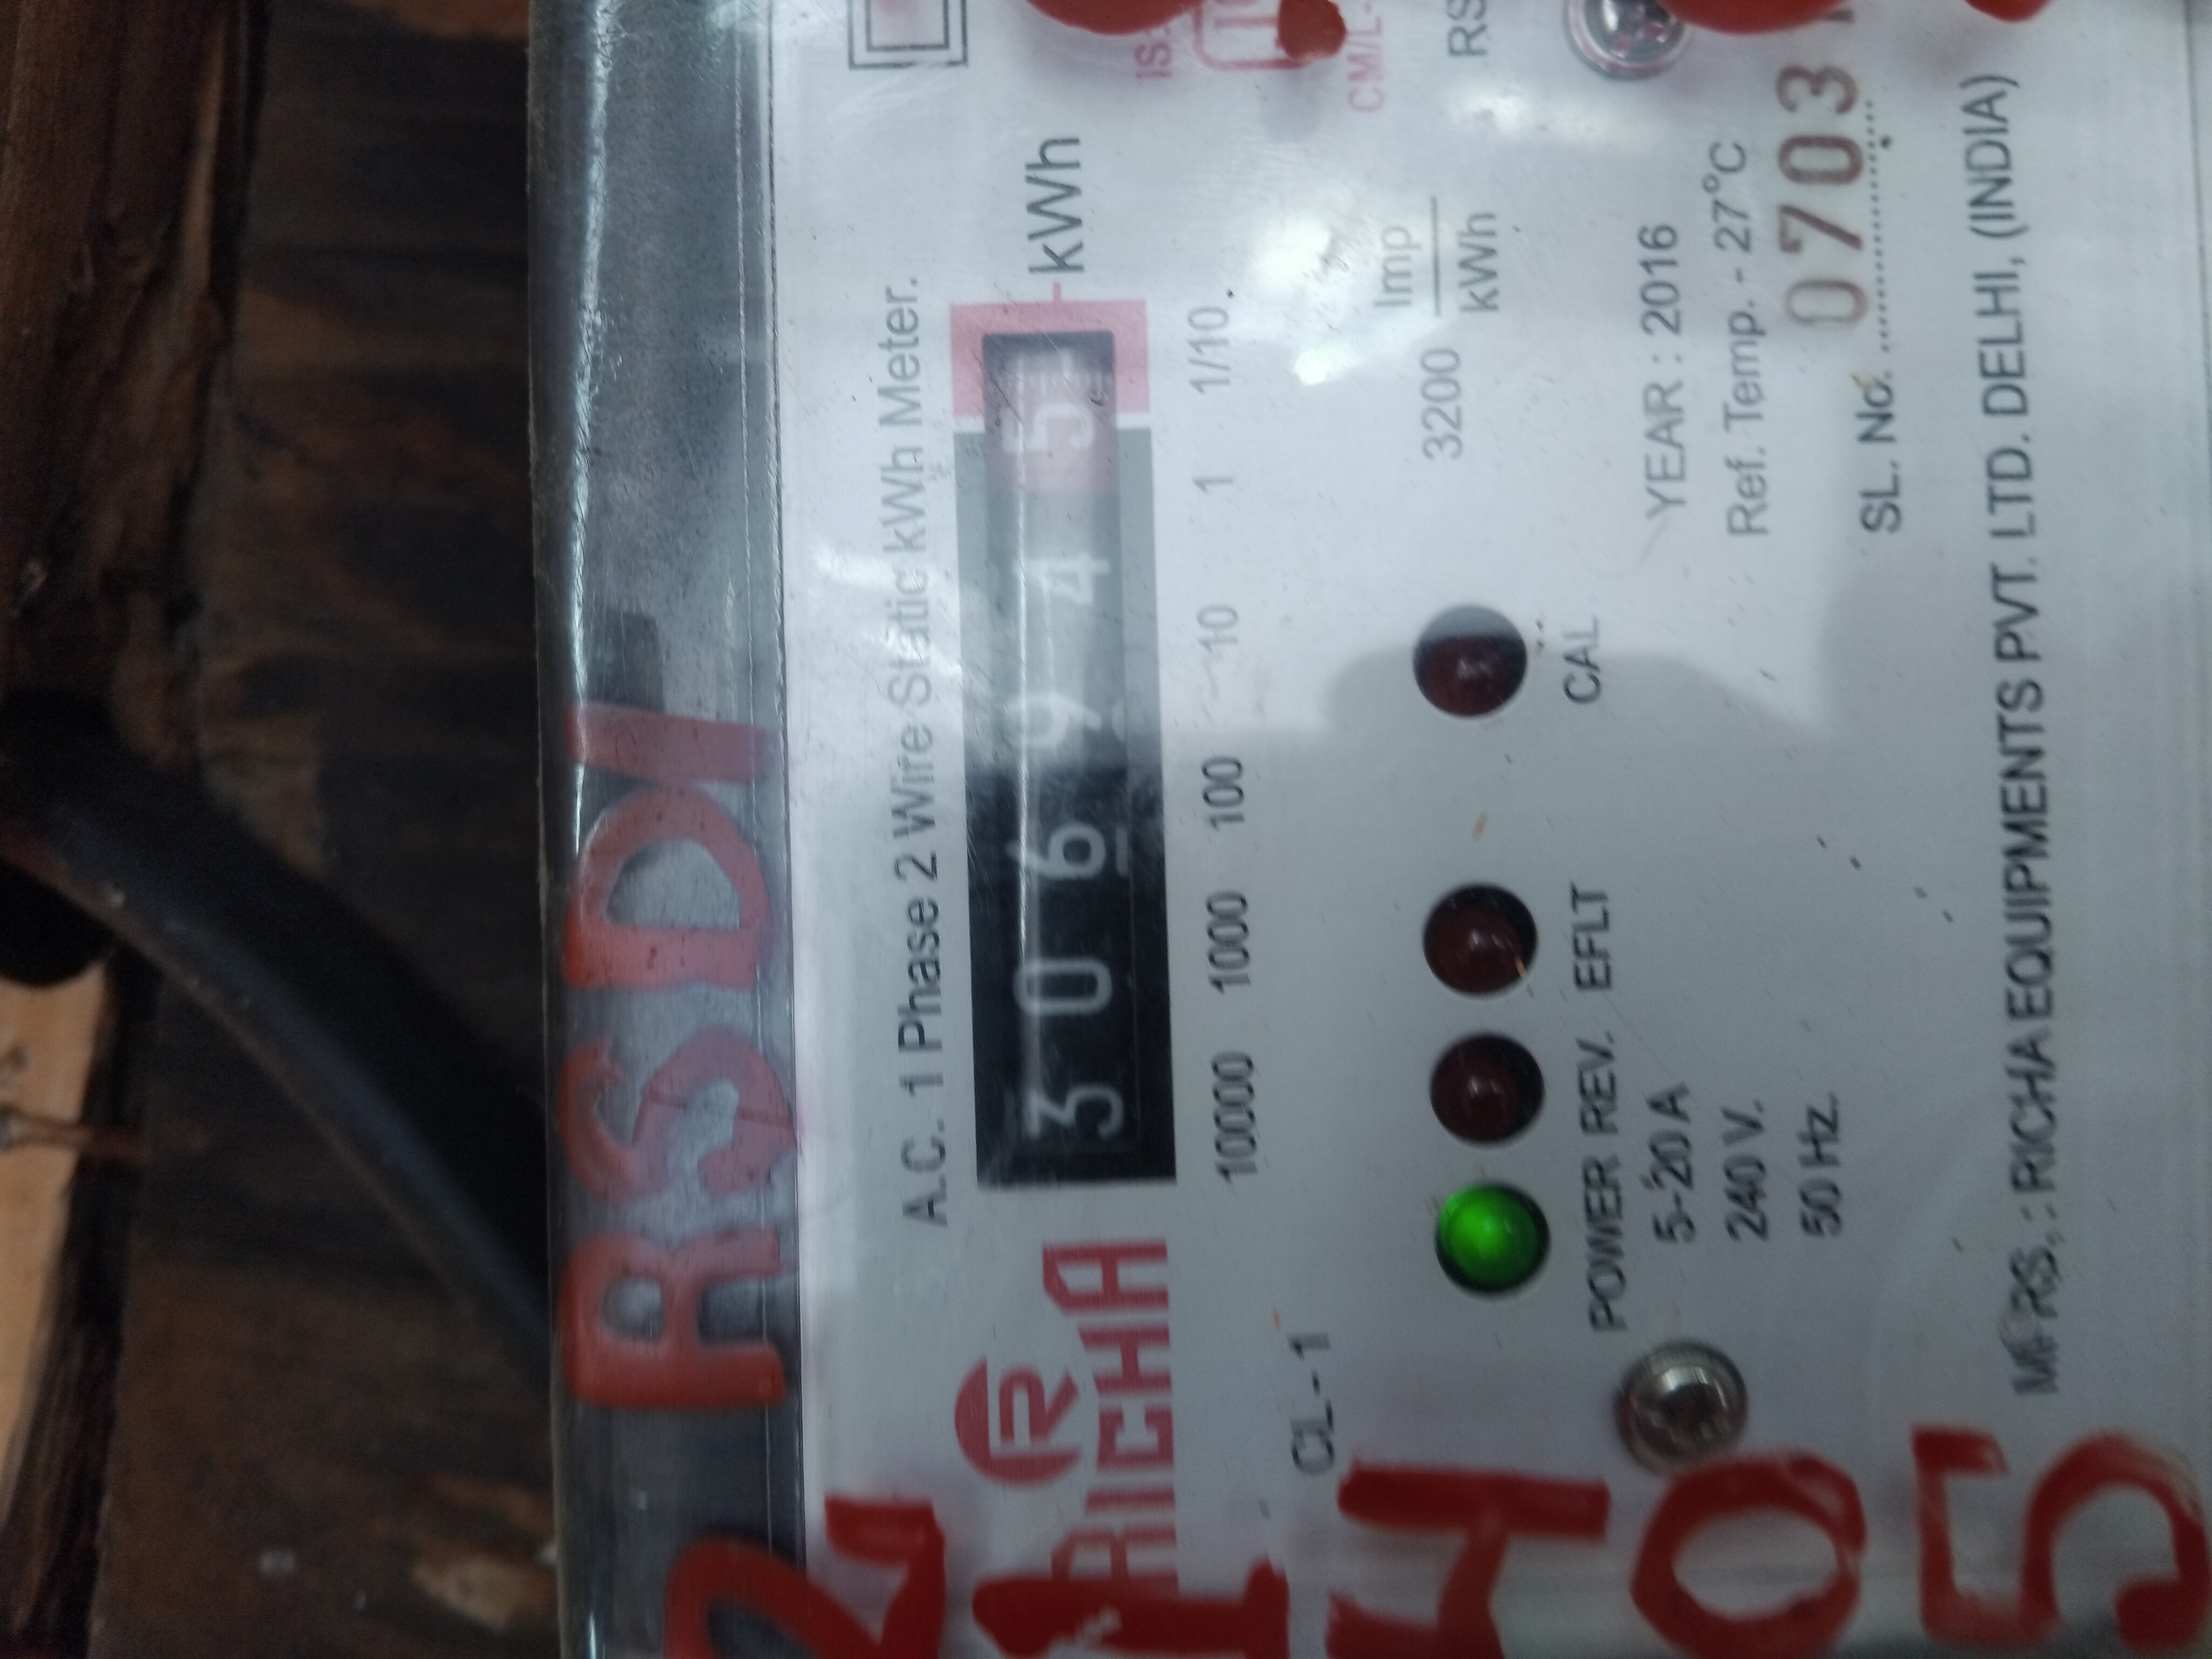 RSDI
A.C. 1 Phase 2 Wire Static kWh Meter.
RICHA
3 0 6 9 4 5
kWh
10000 1000 100 10 1 1/10
CL-1
3200 Imp
kWh
POWER REV. EFLT CAL
5-20 A
240 V.
50 Hz.
YEAR : 2016
Ref. Temp. - 27°C
SL. No. 0703
MFRS. : RICHA EQUIPMENTS PVT. LTD. DELHI, (INDIA)